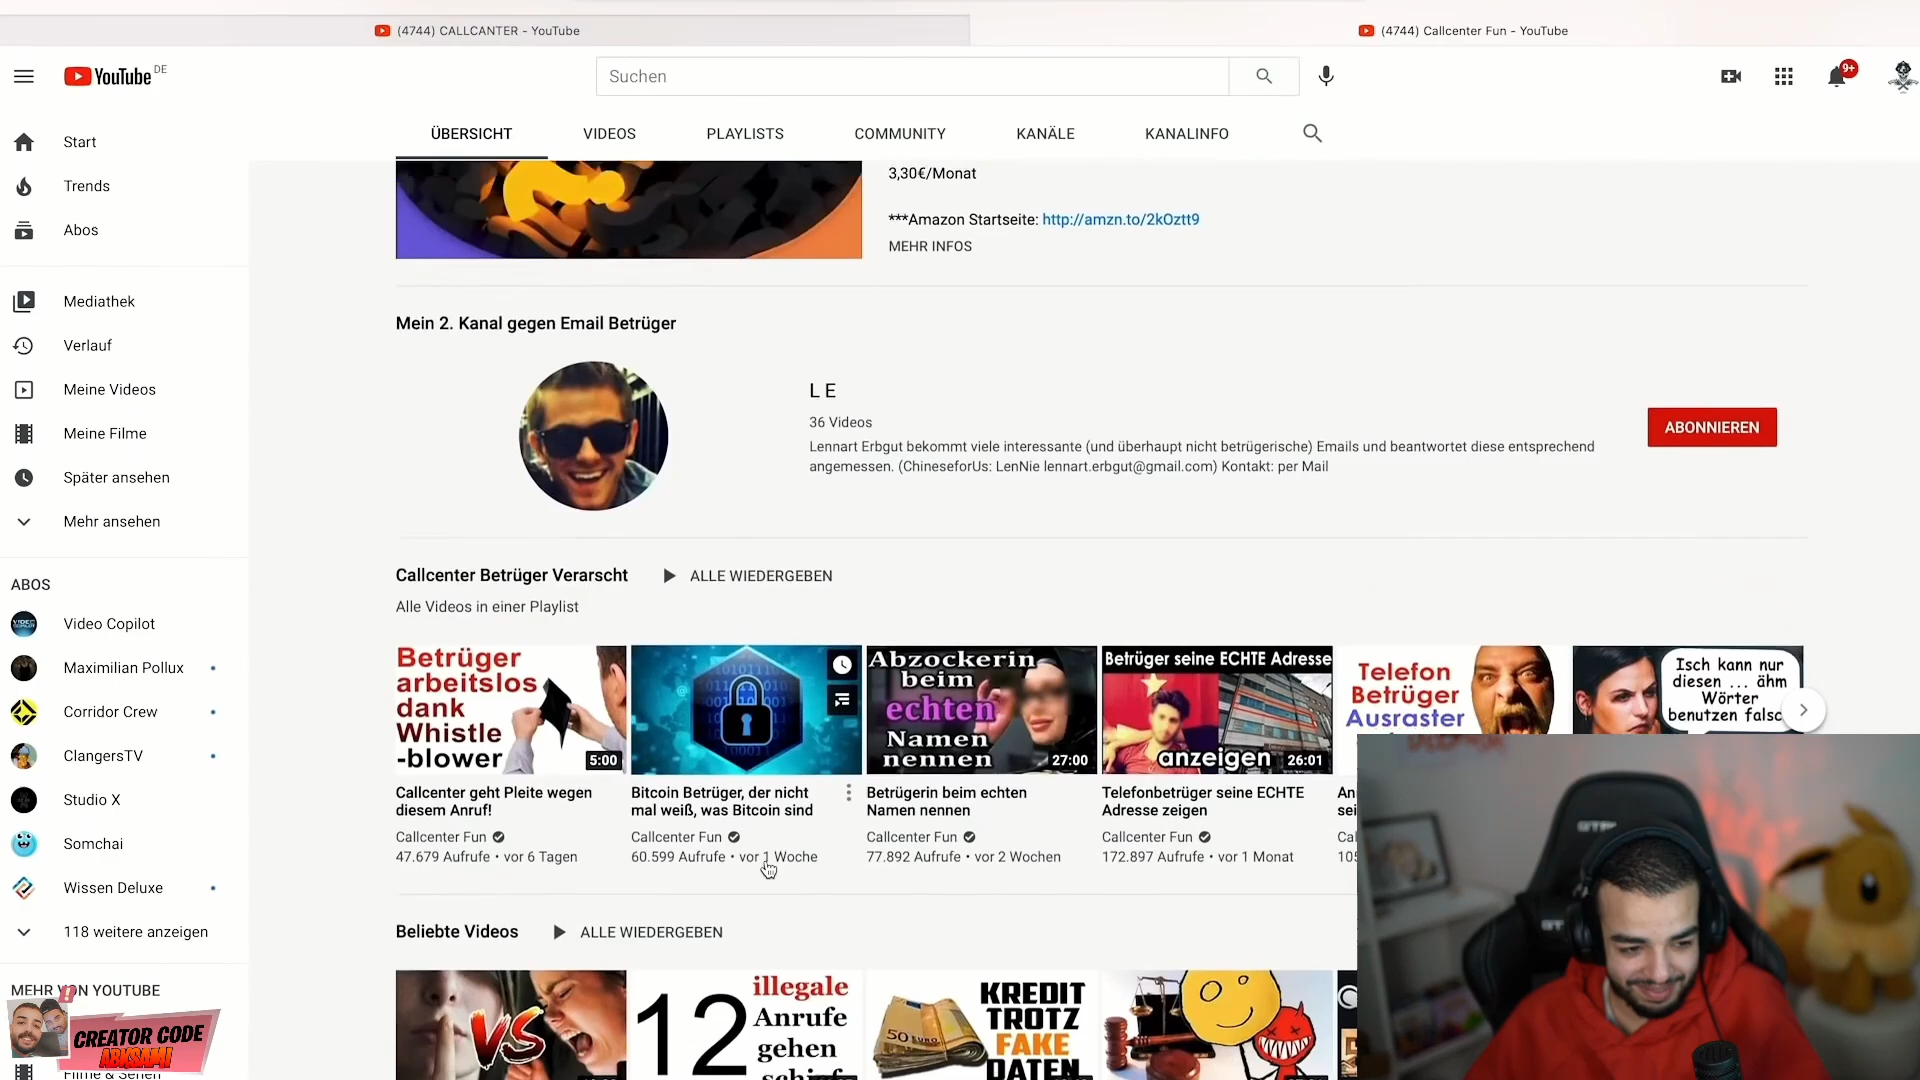 (4744) CALLCANTER - YouTube
(4744) Callcenter Fun - YouTube
YouTube DE
Suchen
9+
ÜBERSICHT
VIDEOS
PLAYLISTS
COMMUNITY
KANÄLE
KANALINFO
Start
Trends
Abos
Mediathek
Verlauf
Meine Videos
Meine Filme
Später ansehen
Mehr ansehen
ABOS
Video Copilot
Maximilian Pollux
Corridor Crew
ClangersTV
Studio X
Somchai
Wissen Deluxe
118 weitere anzeigen
MEHR VON YOUTUBE
CREATOR CODE
ABKSAMI
Filme & Serien
3,30€/Monat
***Amazon Startseite: http://amzn.to/2kOztt9
MEHR INFOS
Mein 2. Kanal gegen Email Betrüger
L E
36 Videos
Lennart Erbgut bekommt viele interessante (und überhaupt nicht betrügerische) Emails und beantwortet diese entsprechend
angemessen. (ChineseforUs: LenNie lennart.erbgut@gmail.com) Kontakt: per Mail
ABONNIEREN
Callcenter Betrüger Verarscht
ALLE WIEDERGEBEN
Alle Videos in einer Playlist
Betrüger
arbeitslos
dank
Whistle
-blower
5:00
Callcenter geht Pleite wegen
diesem Anruf!
Callcenter Fun
47.679 Aufrufe • vor 6 Tagen
Bitcoin Betrüger, der nicht
mal weiß, was Bitcoin sind
Callcenter Fun
60.599 Aufrufe • vor 1 Woche
Abzockerin
beim
echten
Namen
nennen
27:00
Betrügerin beim echten
Namen nennen
Callcenter Fun
77.892 Aufrufe • vor 2 Wochen
Betrüger seine ECHTE Adresse
anzeigen
26:01
Telefonbetrüger seine ECHTE
Adresse zeigen
Callcenter Fun
172.897 Aufrufe • vor 1 Monat
Telefon
Betrüger
Ausraster
An
sei
Cal
Isch kann nur
diesen ... ähm
Wörter
benutzen falsc
Beliebte Videos
ALLE WIEDERGEBEN
VS
12
illegale
Anrufe
gehen
schief
50 EURO
KREDIT
TROTZ
FAKE
DATEN